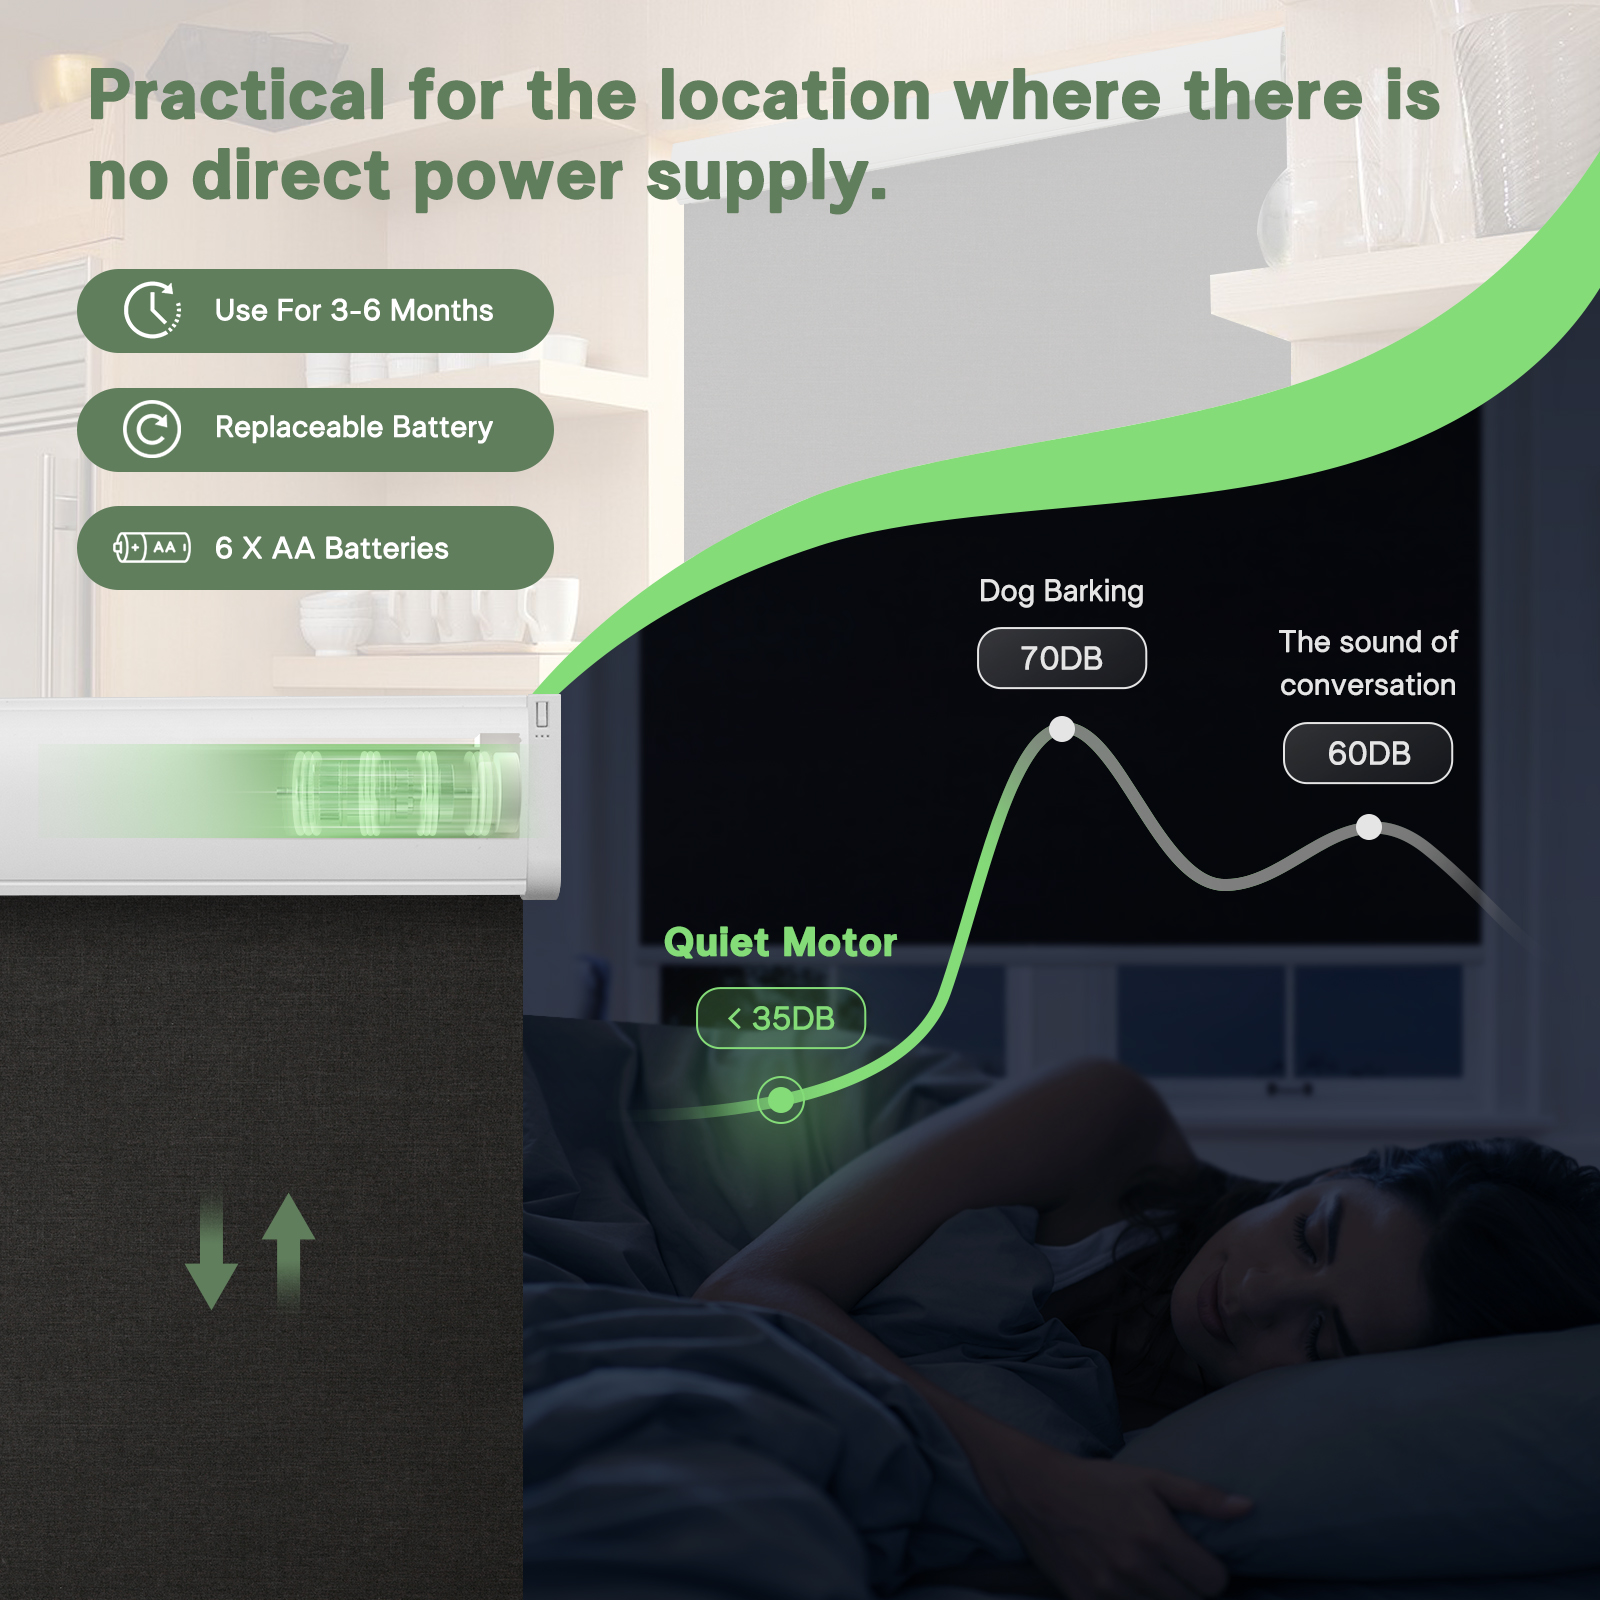 Practical for the location where there is
no direct power supply.
Use For 3-6 Months
Replaceable Battery
+ AA
6 X AA Batteries
Dog Barking
70DB
The sound of
conversation
60DB
Quiet Motor
< 35DB